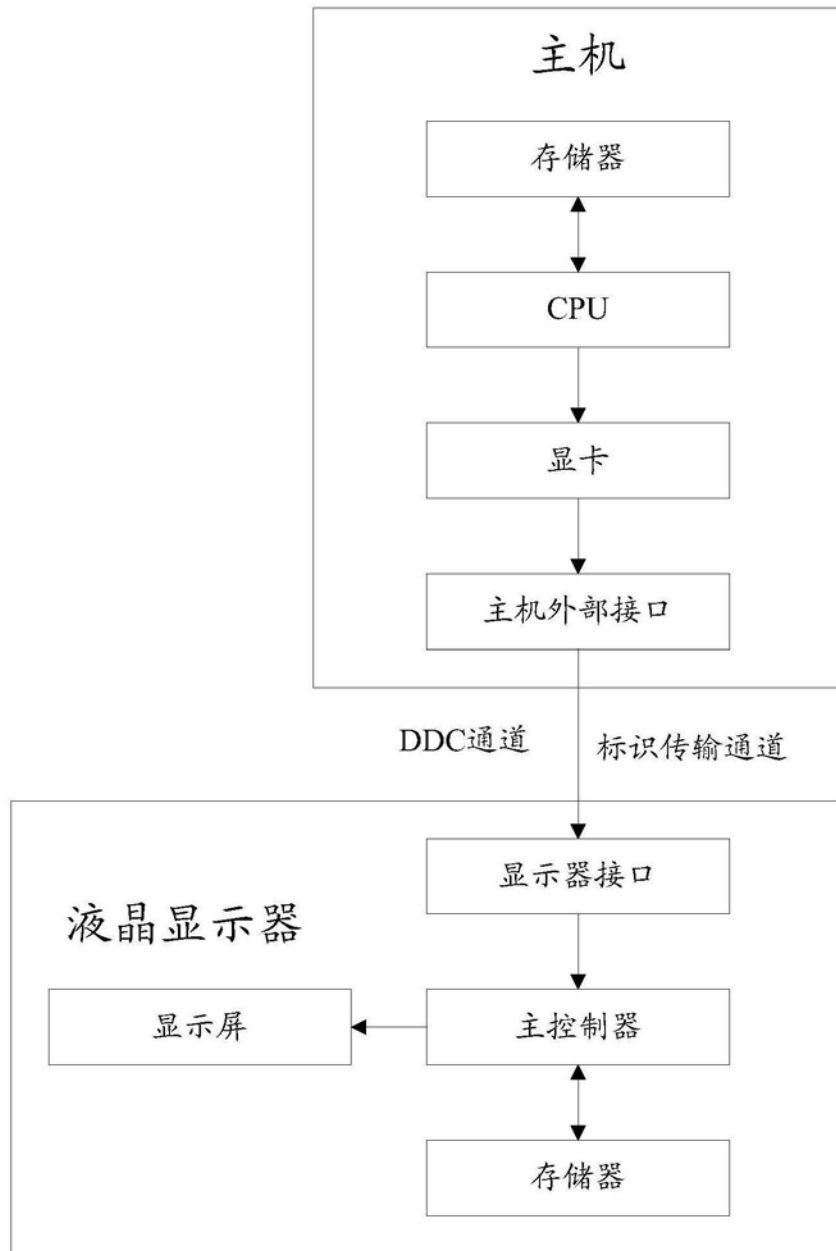 主机
存储器
CPU
显卡
主机外部接口
DDC通道
标识传输通道
显示器接口
液晶显示器
显示屏
主控制器
存储器